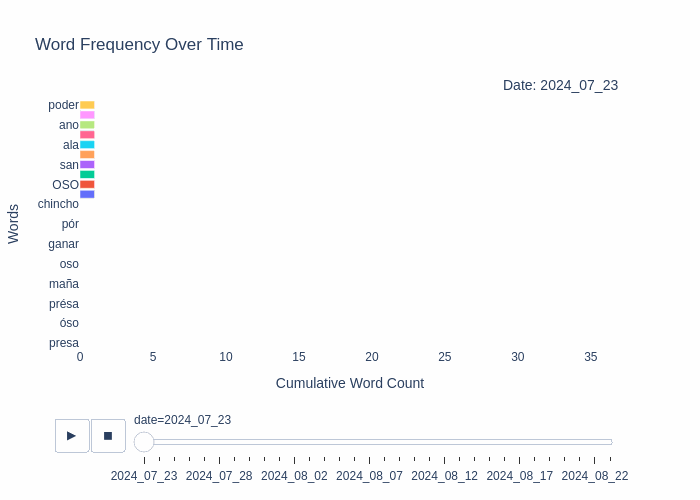 Word Frequency Over Time
Date: 2024_07_23
poder
ano
ala
san
OSO
chincho
pór
ganar
oso
maña
présa
óso
presa
Words
0 5 10 15 20 25 30 35
Cumulative Word Count
date=2024_07_23
2024_07_23 2024_07_28 2024_08_02 2024_08_07 2024_08_12 2024_08_17 2024_08_22